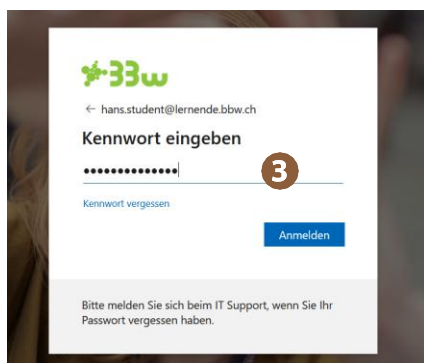 bbw
← hans.student@lernende.bbw.ch
Kennwort eingeben
••••••••••••••
3
Kennwort vergessen
Anmelden
Bitte melden Sie sich beim IT Support, wenn Sie Ihr
Passwort vergessen haben.